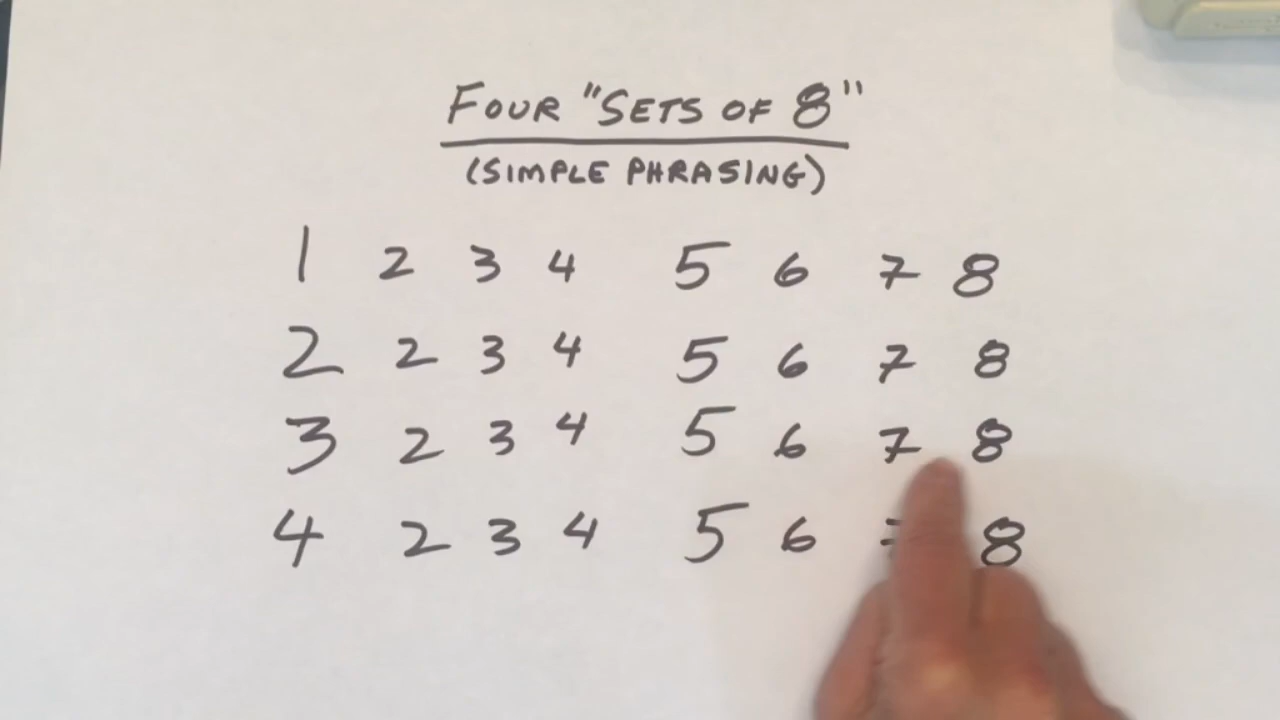 FOUR "SETS OF 8"
(SIMPLE PHRASING)
1 2 3 4 5 6 7 8
2 2 3 4 5 6 7 8
3 2 3 4 5 6 7 8
4 2 3 4 5 6 8